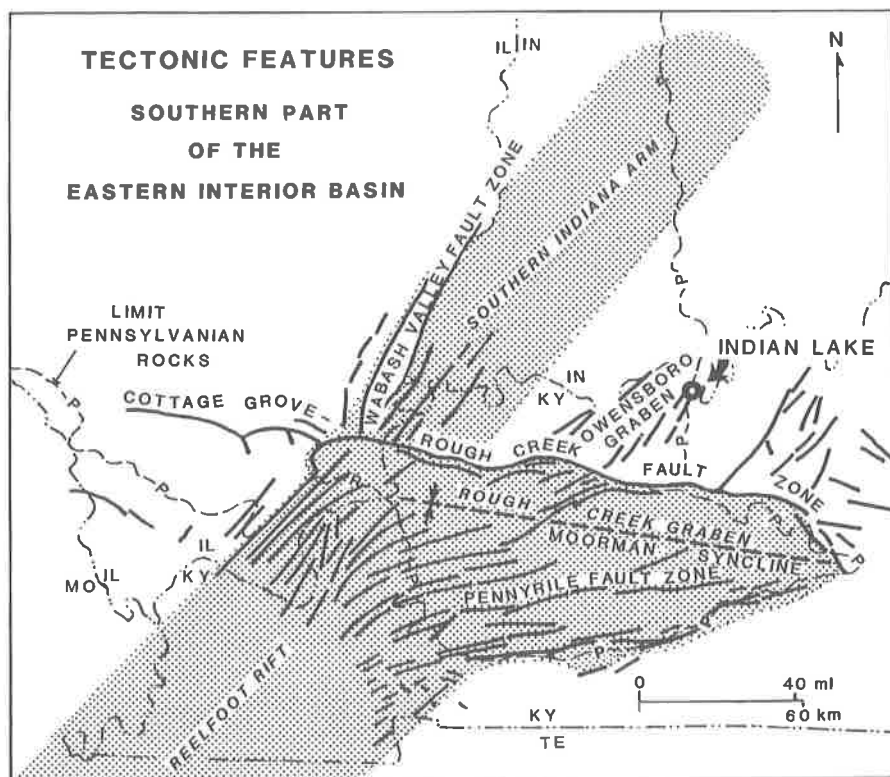 TECTONIC FEATURES
SOUTHERN PART
OF THE
EASTERN INTERIOR BASIN
IL IN
N
P
WABASH VALLEY FAULT ZONE
SOUTHERN INDIANA ARM
P
LIMIT
PENNSYLVANIAN
ROCKS
INDIAN LAKE
IN
KY
OWENSBORO
GRABEN
P
COTTAGE GROVE
P
ROUGH CREEK FAULT ZONE
P
P
ROUGH CREEK GRABEN
MOORMAN SYNCLINE
P
P
IL
KY
MO IL
PENNYRILE FAULT ZONE
P
REELFOOT RIFT
0 40 mi
60 km
KY
TE